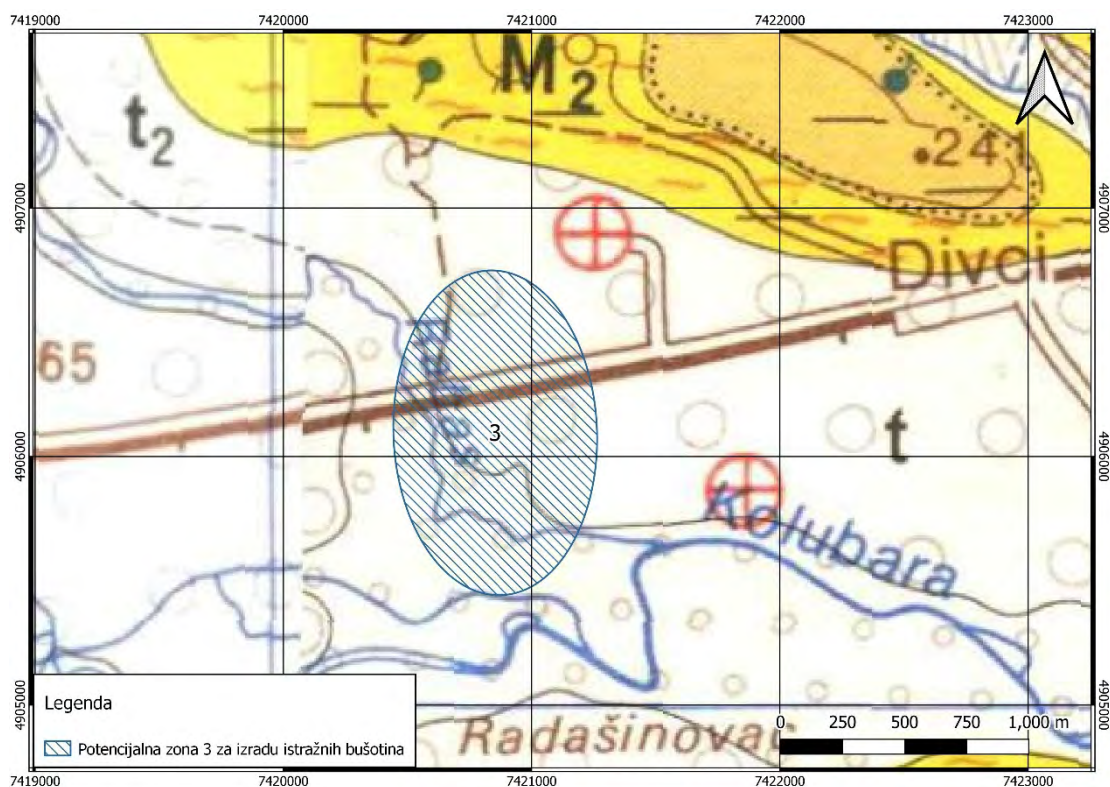 7419000 7420000 7421000 7422000 7423000
M2
t2
24
4907000 4907000
Divci
65
3
t
4906000 4906000
Kolubara
Legenda
Potencijalna zona 3 za izradu istražnih bušotina
0 250 500 750 1,000 m
4905000 4905000
Radašinovac
7419000 7420000 7421000 7422000 7423000